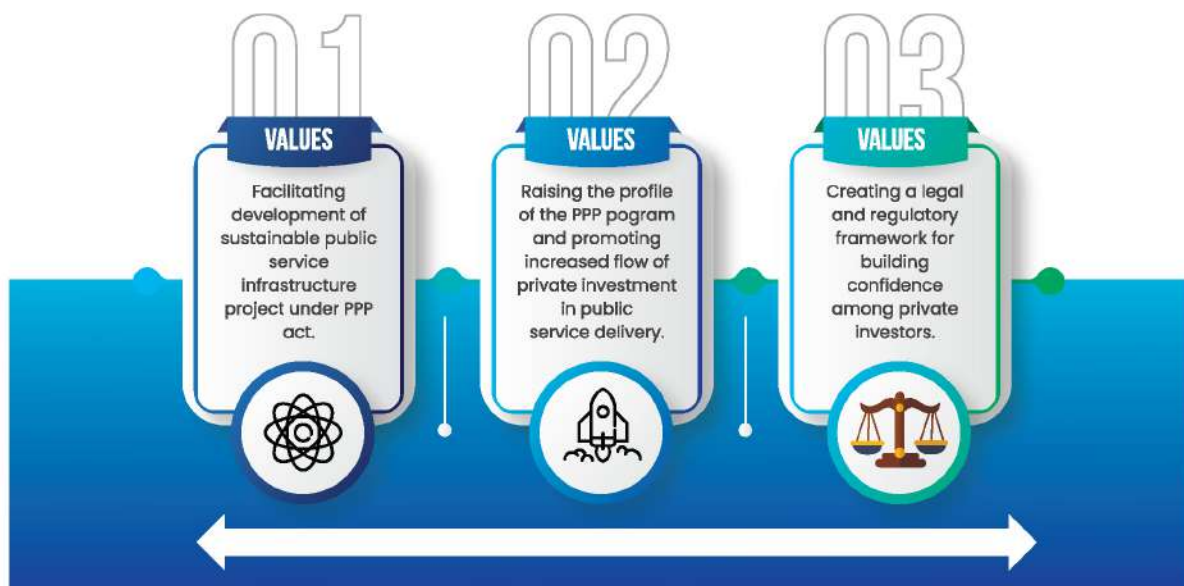 01
VALUES
Facilitating
development of
sustainable public
service
infrastructure
project under PPP
act.
02
VALUES
Raising the profile
of the PPP pogram
and promoting
increased flow of
private investment
in public
service delivery.
03
VALUES
Creating a legal
and regulatory
framework for
building
confidence
among private
investors.